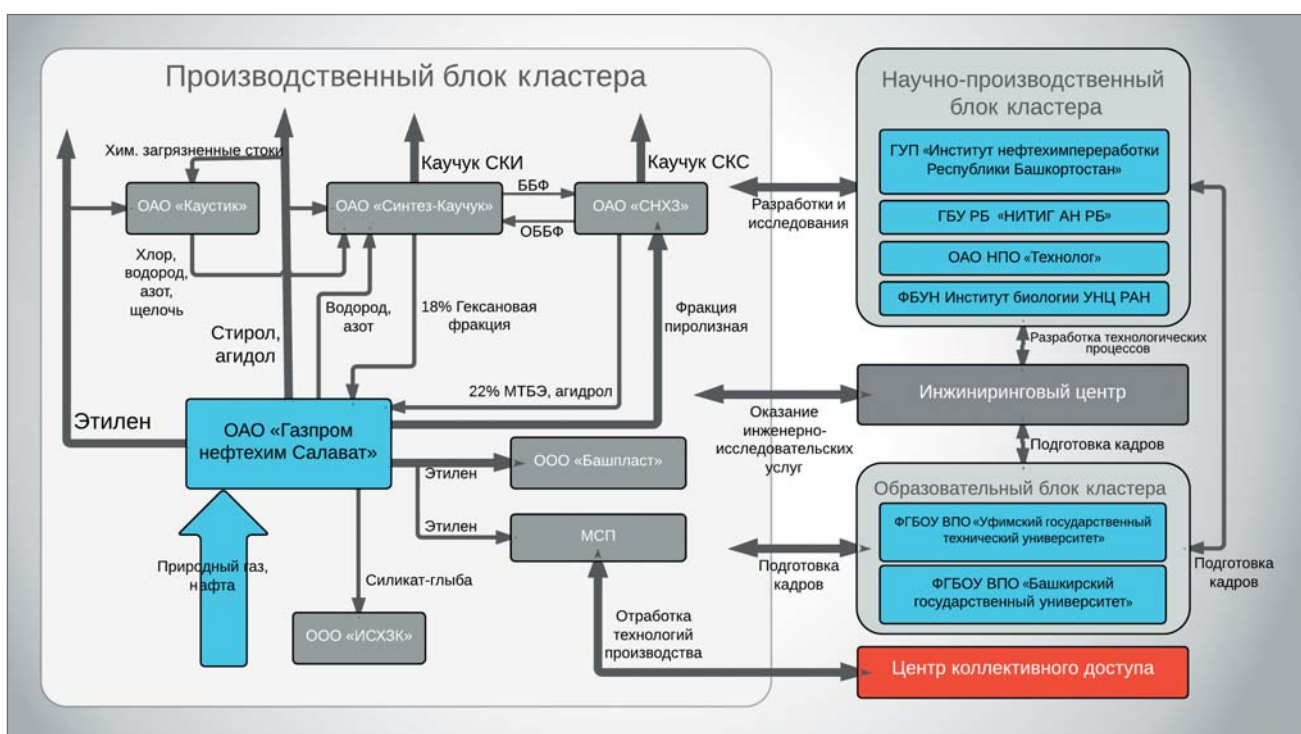 Производственный блок кластера
Хим. загрязненные стоки
Каучук СКИ
Каучук СКС
ББФ
ОАО «Каустик»
ОАО «Синтез-Каучук»
ОАО «СНХЗ»
ОББФ
Хлор,
водород,
азот,
щелочь
Стирол,
агидол
Водород,
азот
18% Гексановая
фракция
Фракция
пиролизная
22% МТБЭ, агидрол
Этилен
ОАО «Газпром
нефтехим Салават»
Этилен
ООО «Башпласт»
Этилен
МСП
Природный газ,
нафта
Силикат-глыба
ООО «ИСХЗК»
Отработка
технологий
производства
Разработки и
исследования
Оказание
инженерно-
исследовательских
услуг
Подготовка
кадров
Научно-производственный
блок кластера
ГУП «Институт нефтехимпереработки
Республики Башкортостан»
ГБУ РБ «НИТИГ АН РБ»
ОАО НПО «Технолог»
ФБУН Институт биологии УНЦ РАН
Разработка технологических
процессов
Инжиниринговый центр
Подготовка кадров
Образовательный блок кластера
ФГБОУ ВПО «Уфимский государственный
технический университет»
ФГБОУ ВПО «Башкирский
государственный университет»
Подготовка
кадров
Центр коллективного доступа